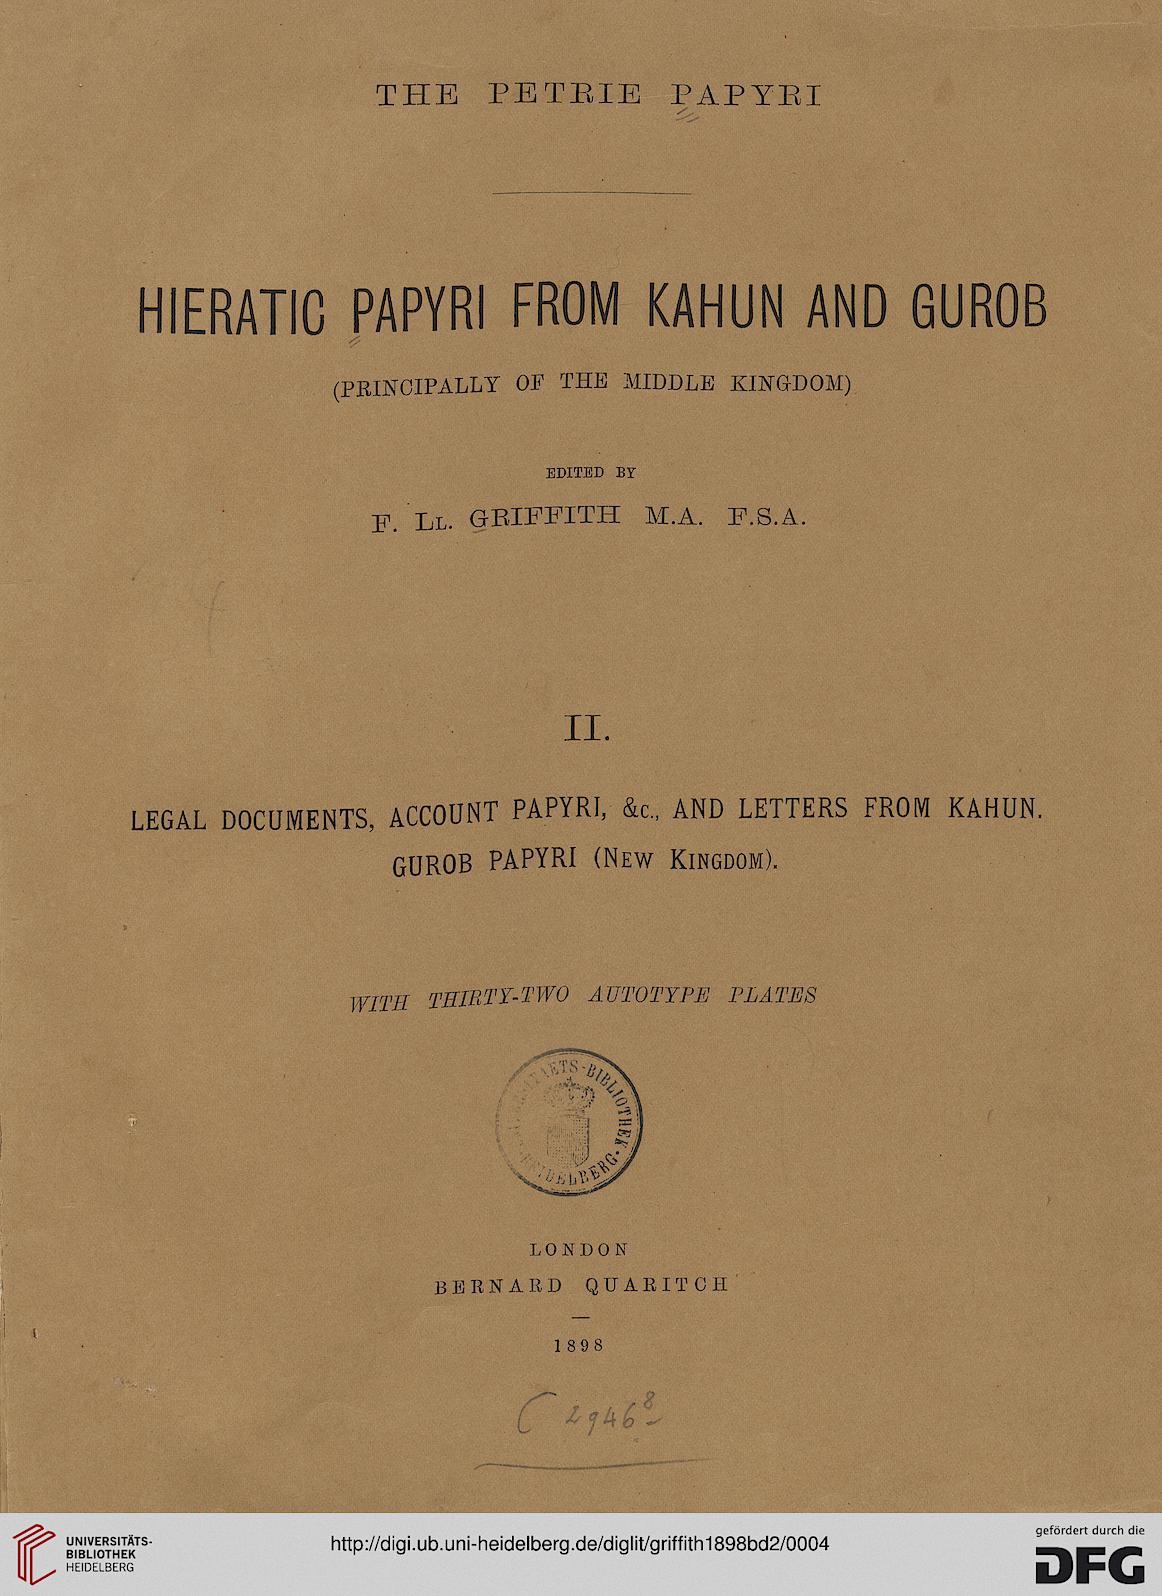 THE PETRIE PAPYRI
HIERATIC PAPYRI FROM KAHUN AND GUROB
(PRINCIPALLY OF THE MIDDLE KINGDOM)
EDITED BY
F. LL. GRIFFITH M.A. F.S.A.
II.
LEGAL DOCUMENTS, ACCOUNT PAPYRI, &c., AND LETTERS FROM KAHUN.
GUROB PAPYRI (NEW KINGDOM).
WITH THIRTY-TWO AUTOTYPE PLATES
BIBLIOTHEK
HEIDELBERG
LONDON
BERNARD QUARITCH
1898
C 2946 8
UNIVERSITÄTS-
BIBLIOTHEK
HEIDELBERG
http://digi.ub.uni-heidelberg.de/diglit/griffith1898bd2/0004
gefördert durch die
DFG